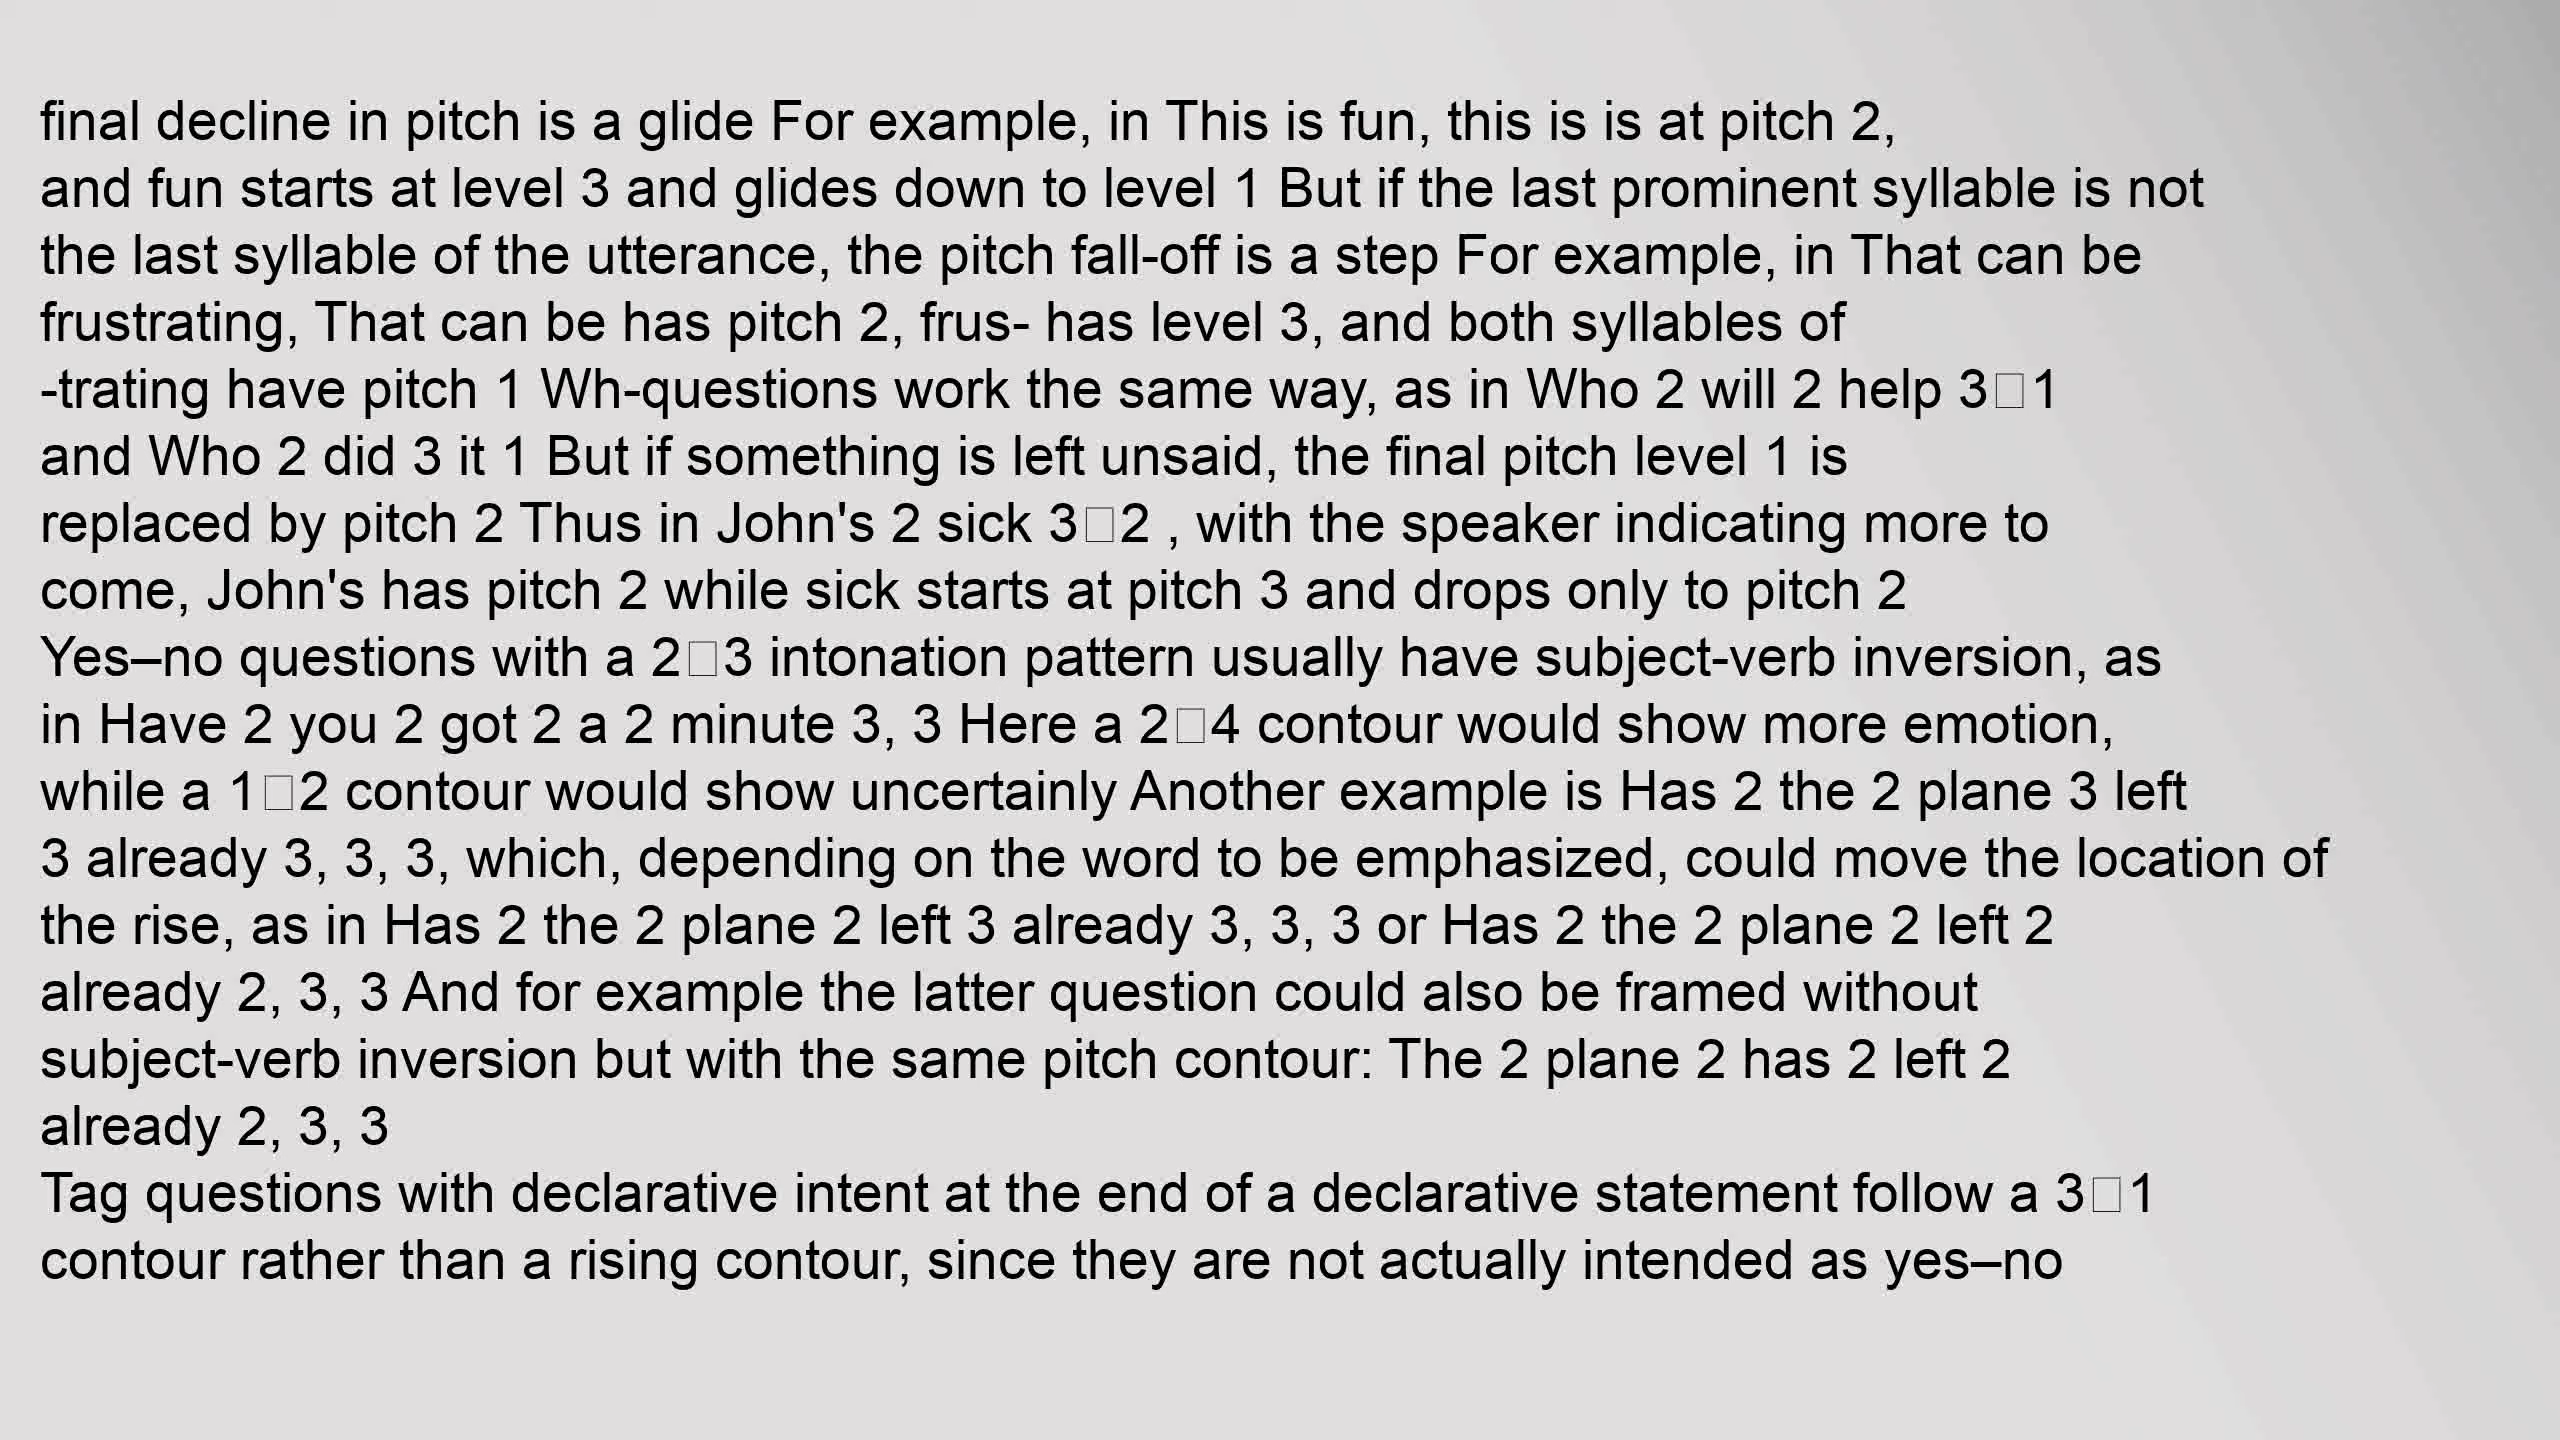 final decline in pitch is a glide For example, in This is fun, this is is at pitch 2,
and fun starts at level 3 and glides down to level 1 But if the last prominent syllable is not
the last syllable of the utterance, the pitch fall-off is a step For example, in That can be
frustrating, That can be has pitch 2, frus- has level 3, and both syllables of
-trating have pitch 1 Wh-questions work the same way, as in Who 2 will 2 help 3□1
and Who 2 did 3 it 1 But if something is left unsaid, the final pitch level 1 is
replaced by pitch 2 Thus in John's 2 sick 3□2 , with the speaker indicating more to
come, John's has pitch 2 while sick starts at pitch 3 and drops only to pitch 2
Yes–no questions with a 2□3 intonation pattern usually have subject-verb inversion, as
in Have 2 you 2 got 2 a 2 minute 3, 3 Here a 2□4 contour would show more emotion,
while a 1□2 contour would show uncertainly Another example is Has 2 the 2 plane 3 left
3 already 3, 3, 3, which, depending on the word to be emphasized, could move the location of
the rise, as in Has 2 the 2 plane 2 left 3 already 3, 3, 3 or Has 2 the 2 plane 2 left 2
already 2, 3, 3 And for example the latter question could also be framed without
subject-verb inversion but with the same pitch contour: The 2 plane 2 has 2 left 2
already 2, 3, 3
Tag questions with declarative intent at the end of a declarative statement follow a 3□1
contour rather than a rising contour, since they are not actually intended as yes–no